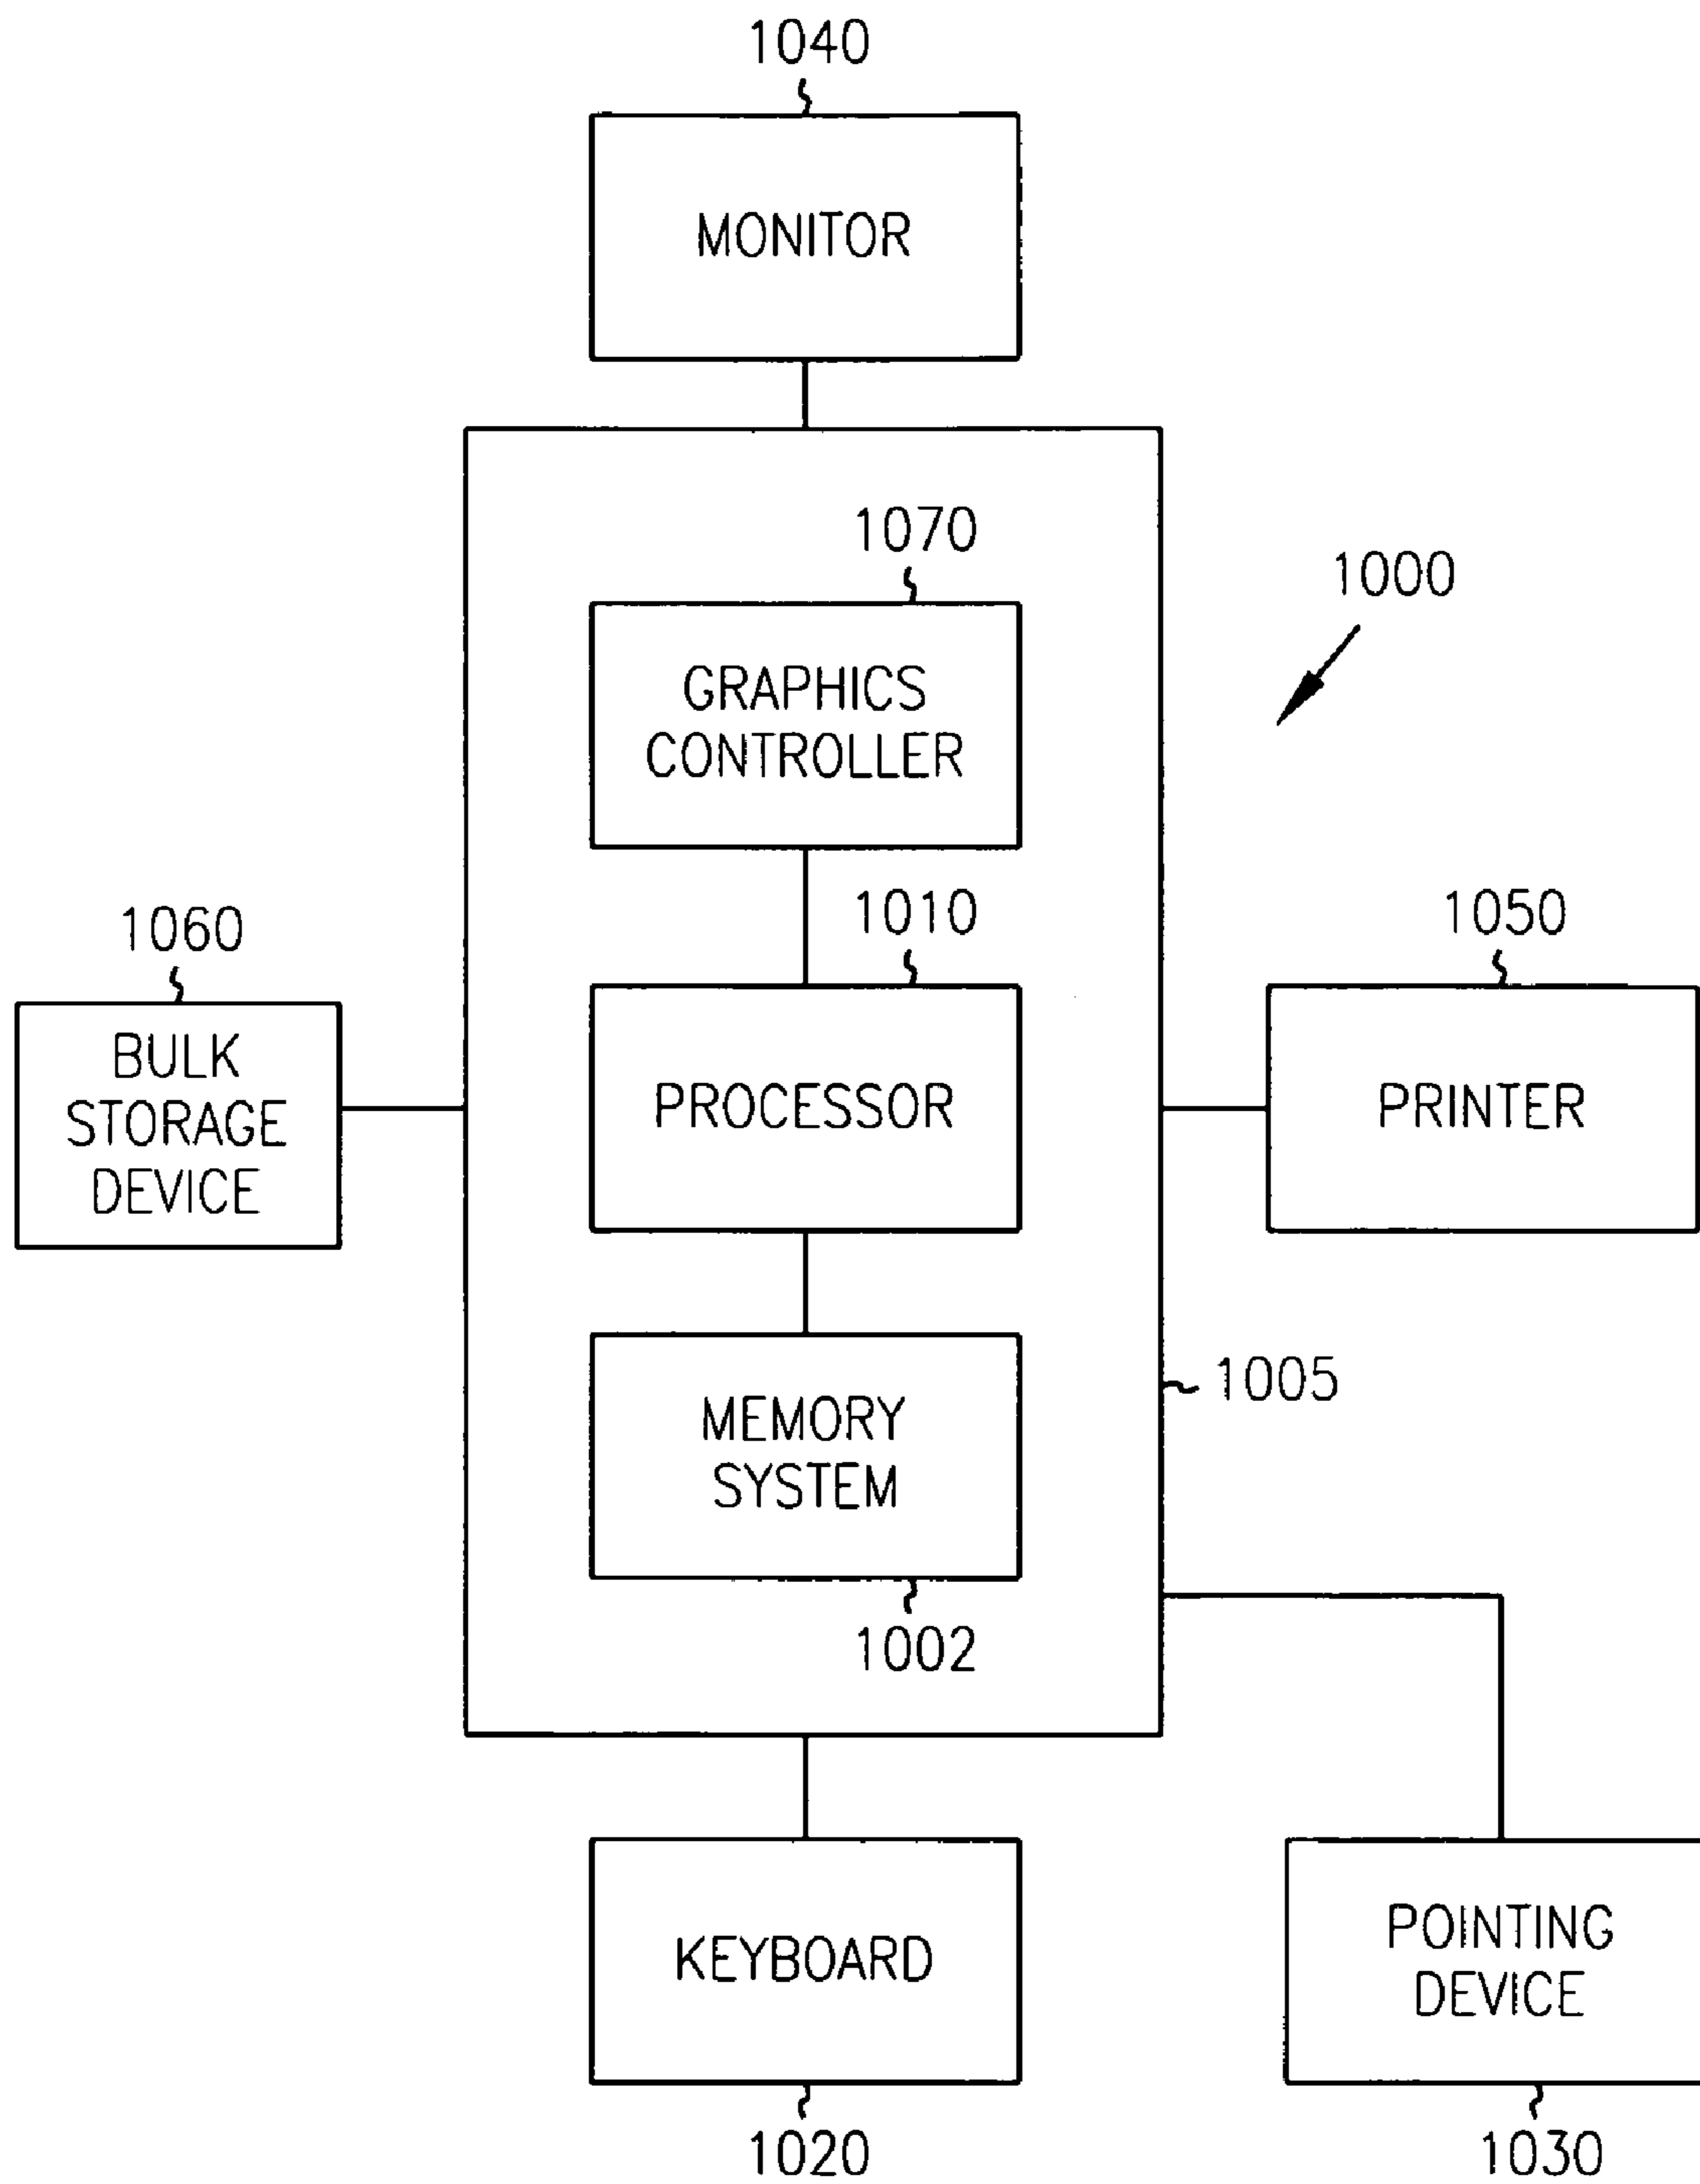 1040
MONITOR
1070
1000
GRAPHICS
CONTROLLER
1010
1050
1060
BULK
STORAGE
DEVICE
PROCESSOR
PRINTER
1005
MEMORY
SYSTEM
1002
KEYBOARD
POINTING
DEVICE
1020
1030